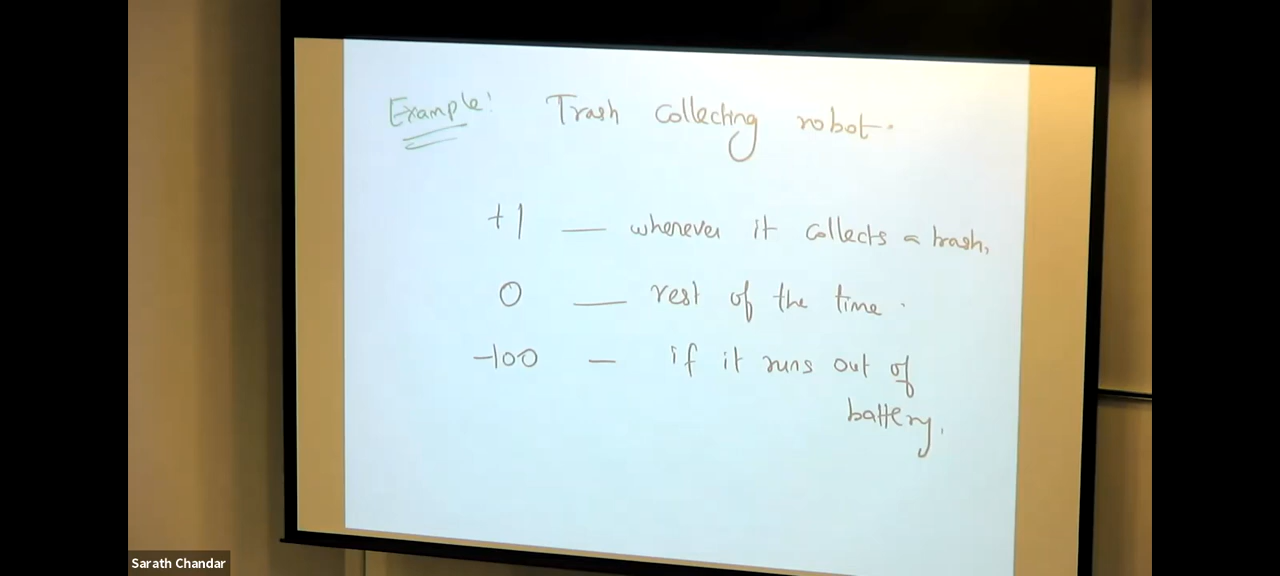 Example! Trash collecting robot.
+1 — whenever it collects a trash,
0 — rest of the time.
-100 — if it runs out of
battery.
Sarath Chandar